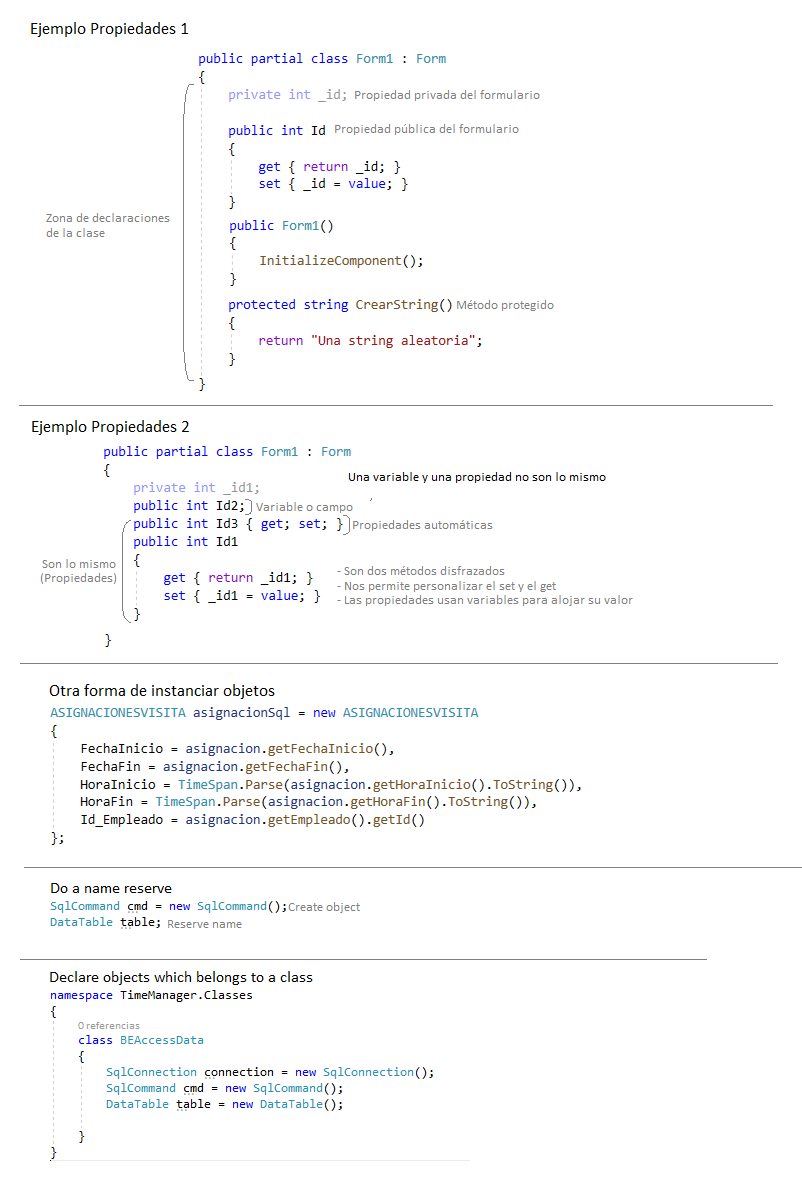 Ejemplo Propiedades 1
public partial class Form1 : Form
{
private int _id; Propiedad privada del formulario
public int Id Propiedad pública del formulario
{
get { return _id; }
set { _id = value; }
}
Zona de declaraciones
de la clase
public Form1()
{
InitializeComponent();
}
protected string CrearString() Método protegido
{
return "Una string aleatoria";
}
}
Ejemplo Propiedades 2
public partial class Form1 : Form
{
Una variable y una propiedad no son lo mismo
private int _id1;
public int Id2; Variable o campo
public int Id3 { get; set; } Propiedades automáticas
public int Id1
Son lo mismo
(Propiedades)
{
get { return _id1; }
set { _id1 = value; }
}
- Son dos métodos disfrazados
- Nos permite personalizar el set y el get
- Las propiedades usan variables para alojar su valor
}
Otra forma de instanciar objetos
ASIGNACIONESVISITA asignacionSql = new ASIGNACIONESVISITA
{
FechaInicio = asignacion.getFechaInicio(),
FechaFin = asignacion.getFechaFin(),
HoraInicio = TimeSpan.Parse(asignacion.getHoraInicio().ToString()),
HoraFin = TimeSpan.Parse(asignacion.getHoraFin().ToString()),
Id_Empleado = asignacion.getEmpleado().getId()
};
Do a name reserve
SqlCommand cmd = new SqlCommand(); Create object
DataTable table; Reserve name
Declare objects which belongs to a class
namespace TimeManager.Classes
{
0 referencias
class BEAccessData
{
SqlConnection connection = new SqlConnection();
SqlCommand cmd = new SqlCommand();
DataTable table = new DataTable();
}
}